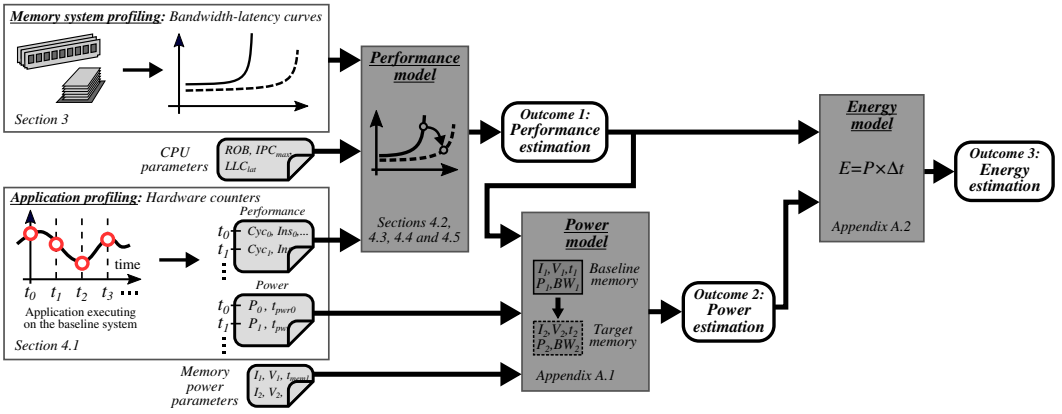 Memory system profiling: Bandwidth-latency curves
Section 3
CPU
parameters
ROB, IPCmax,
LLClat
Application profiling: Hardware counters
Performance
t0 Cyc0, Ins0,...
t1 Cyc1, In
time
t0 t1 t2 t3 ...
Application executing
on the baseline system
Section 4.1
Power
t0 P0, tpwr0
t1 P1, tpw
Memory
power
parameters
I1, V1, tmem1
I2, V2,
Performance
model
Sections 4.2,
4.3, 4.4 and 4.5
Outcome 1:
Performance
estimation
Power
model
I1,V1,t1
P1,BW1
Baseline
memory
I2,V2,t2
P2,BW2
Target
memory
Appendix A.1
Outcome 2:
Power
estimation
Energy
model
E=P×Δt
Appendix A.2
Outcome 3:
Energy
estimation